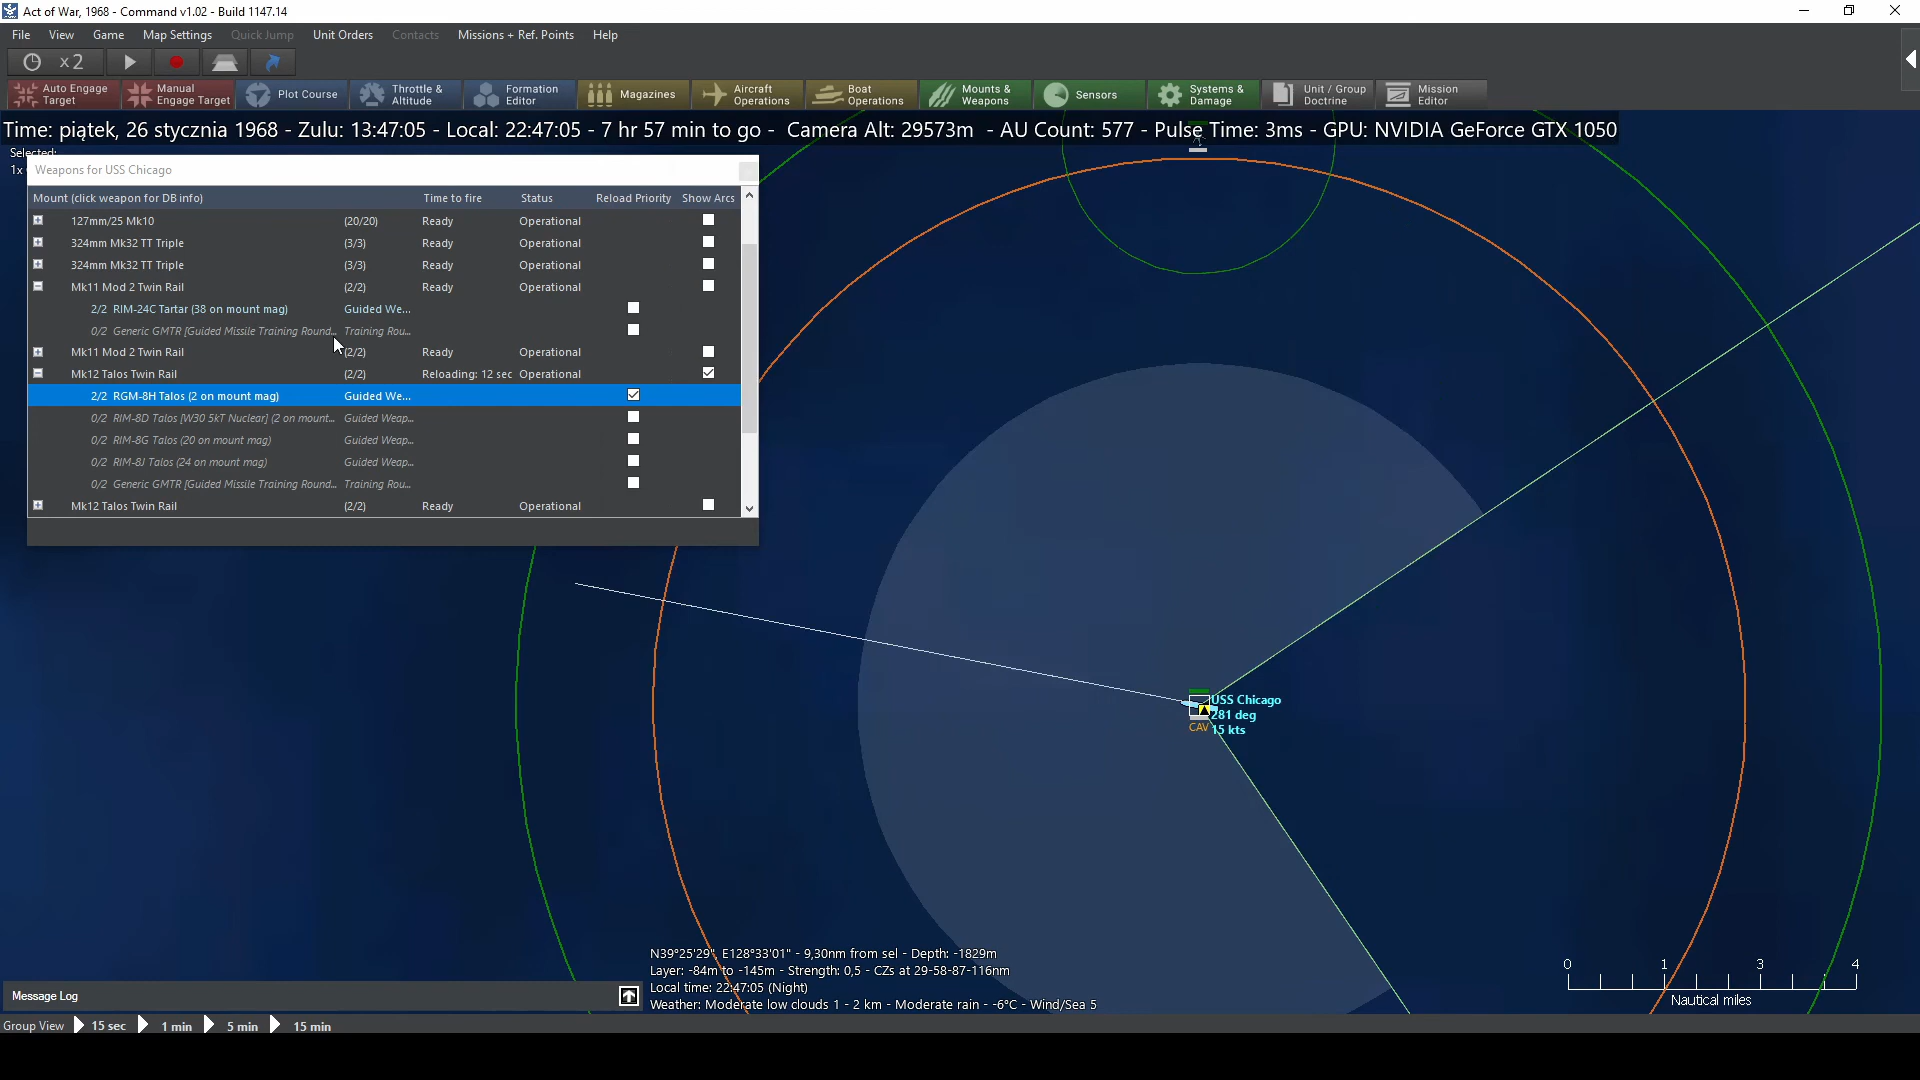 Act of War, 1968 - Command v1.02 - Build 1147.14
File View Game Map Settings Quick Jump Unit Orders Contacts Missions + Ref. Points Help
x 2
Auto Engage Target
Manual Engage Target
Plot Course
Throttle & Altitude
Formation Editor
Magazines
Aircraft Operations
Boat Operations
Mounts & Weapons
Sensors
Systems & Damage
Unit / Group Doctrine
Mission Editor
Time: piątek, 26 stycznia 1968 - Zulu: 13:47:05 - Local: 22:47:05 - 7 hr 57 min to go - Camera Alt: 29573m - AU Count: 577 - Pulse Time: 3ms - GPU: NVIDIA GeForce GTX 1050
Selected:
1x
Weapons for USS Chicago
Mount (click weapon for DB info) Time to fire Status Reload Priority Show Arcs
127mm/25 Mk10 (20/20) Ready Operational
324mm Mk32 TT Triple (3/3) Ready Operational
324mm Mk32 TT Triple (3/3) Ready Operational
Mk11 Mod 2 Twin Rail (2/2) Ready Operational
2/2 RIM-24C Tartar (38 on mount mag) Guided We...
0/2 Generic GMTR [Guided Missile Training Round... Training Rou...
Mk11 Mod 2 Twin Rail (2/2) Ready Operational
Mk12 Talos Twin Rail (2/2) Reloading: 12 sec Operational
2/2 RGM-8H Talos (2 on mount mag) Guided We...
0/2 RIM-8D Talos [W30 5kT Nuclear] (2 on mount... Guided Weap...
0/2 RIM-8G Talos (20 on mount mag) Guided Weap...
0/2 RIM-8J Talos (24 on mount mag) Guided Weap...
0/2 Generic GMTR [Guided Missile Training Round... Training Rou...
Mk12 Talos Twin Rail (2/2) Ready Operational
USS Chicago
281 deg
CAV 15 kts
N39°25'29", E128°33'01" - 9,30nm from sel - Depth: -1829m
Layer: -84m to -145m - Strength: 0,5 - CZs at 29-58-87-116nm
Local time: 22:47:05 (Night)
Weather: Moderate low clouds 1 - 2 km - Moderate rain - -6°C - Wind/Sea 5
0 1 3 4
Nautical miles
Message Log
Group View 15 sec 1 min 5 min 15 min